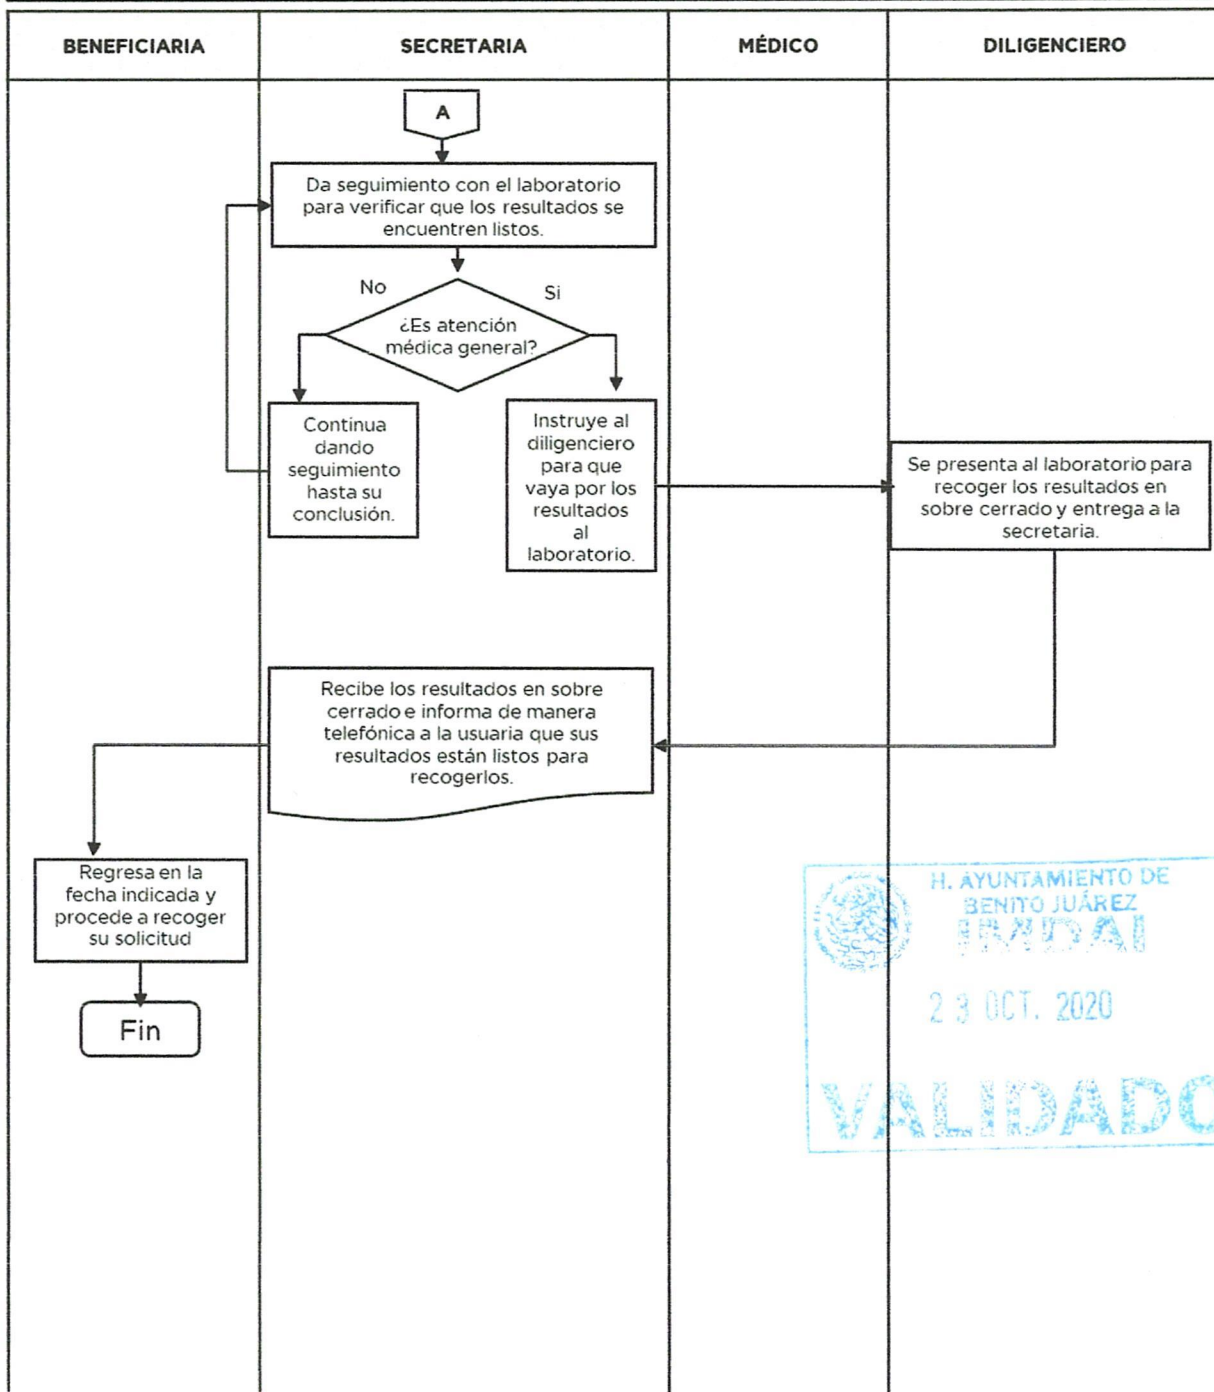 BENEFICIARIA
SECRETARIA
MÉDICO
DILIGENCIERO
A
Da seguimiento con el laboratorio
para verificar que los resultados se
encuentren listos.
No
Si
¿Es atención
médica general?
Continua
dando
seguimiento
hasta su
conclusión.
Instruye al
diligenciero
para que
vaya por los
resultados
al
laboratorio.
Se presenta al laboratorio para
recoger los resultados en
sobre cerrado y entrega a la
secretaria.
Recibe los resultados en sobre
cerrado e informa de manera
telefónica a la usuaria que sus
resultados están listos para
recogerlos.
Regresa en la
fecha indicada y
procede a recoger
su solicitud
Fin
H. AYUNTAMIENTO DE
BENITO JUÁREZ
IMDAI
23 OCT. 2020
VALIDADO